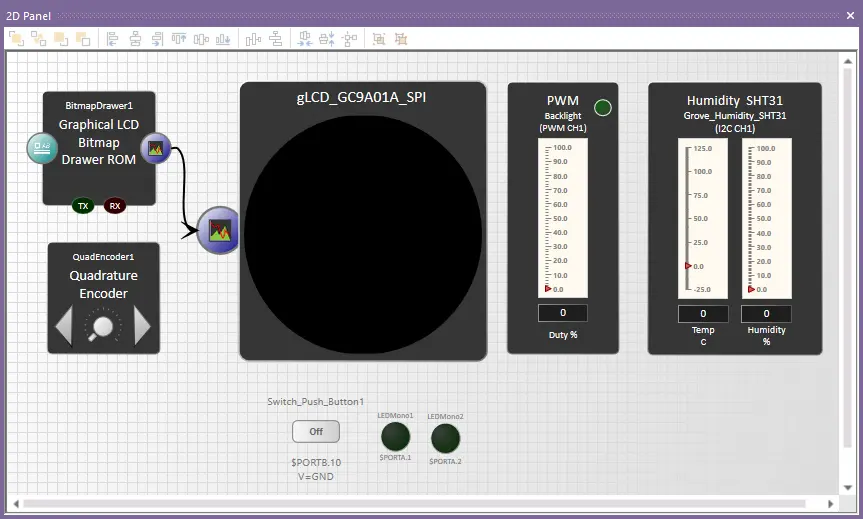 2D Panel
BitmapDrawer1
Graphical LCD
Bitmap
Drawer ROM
TX
RX
QuadEncoder1
Quadrature
Encoder
gLCD_GC9A01A_SPI
PWM
Backlight
(PWM CH1)
100.0
90.0
80.0
70.0
60.0
50.0
40.0
30.0
20.0
10.0
0.0
0
Duty %
Humidity SHT31
Grove_Humidity_SHT31
(I2C CH1)
125.0
100.0
75.0
50.0
25.0
0.0
-25.0
0
Temp
C
100.0
90.0
80.0
70.0
60.0
50.0
40.0
30.0
20.0
10.0
0.0
0
Humidity
%
Switch_Push_Button1
Off
$PORTB.10
V=GND
LEDMono1
$PORTA.1
LEDMono2
$PORTA.2